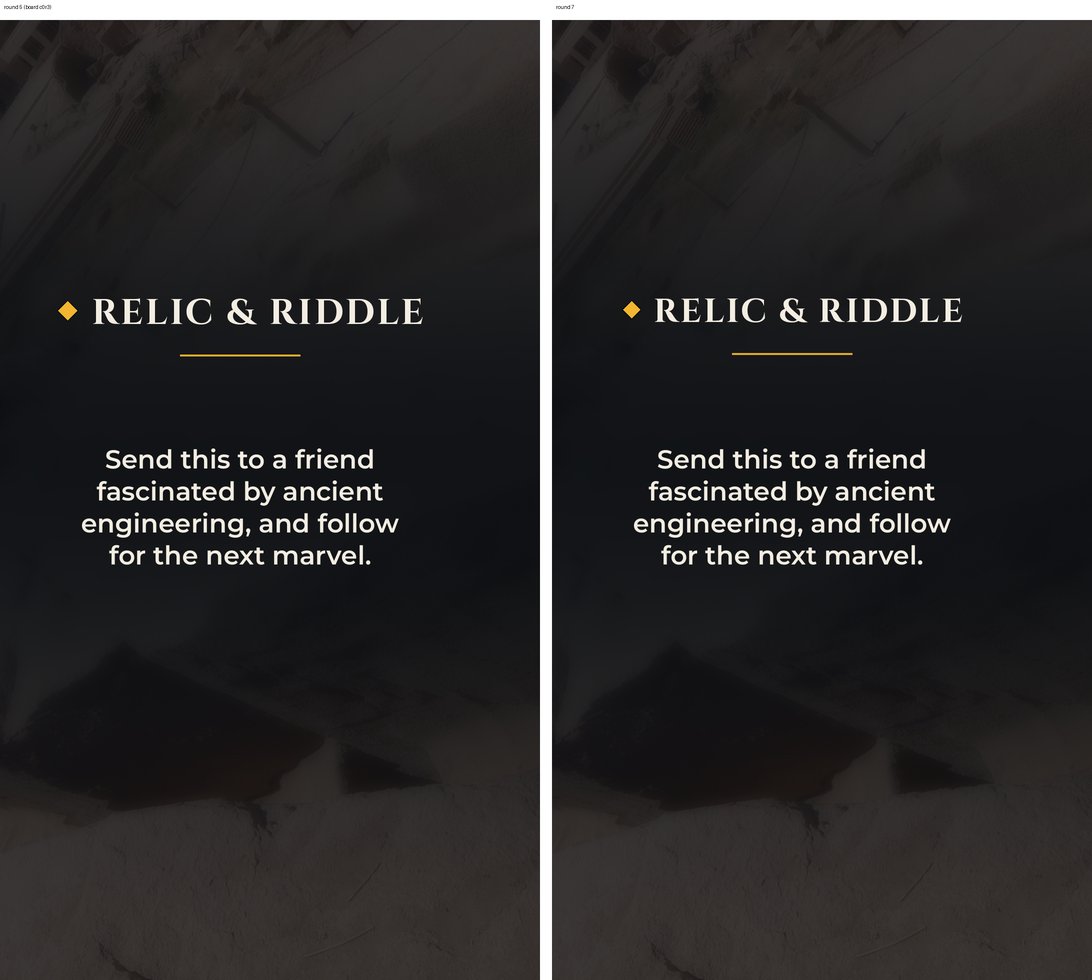 round 5 (board c0r3)
RELIC & RIDDLE
Send this to a friend
fascinated by ancient
engineering, and follow
for the next marvel.
round 7
RELIC & RIDDLE
Send this to a friend
fascinated by ancient
engineering, and follow
for the next marvel.